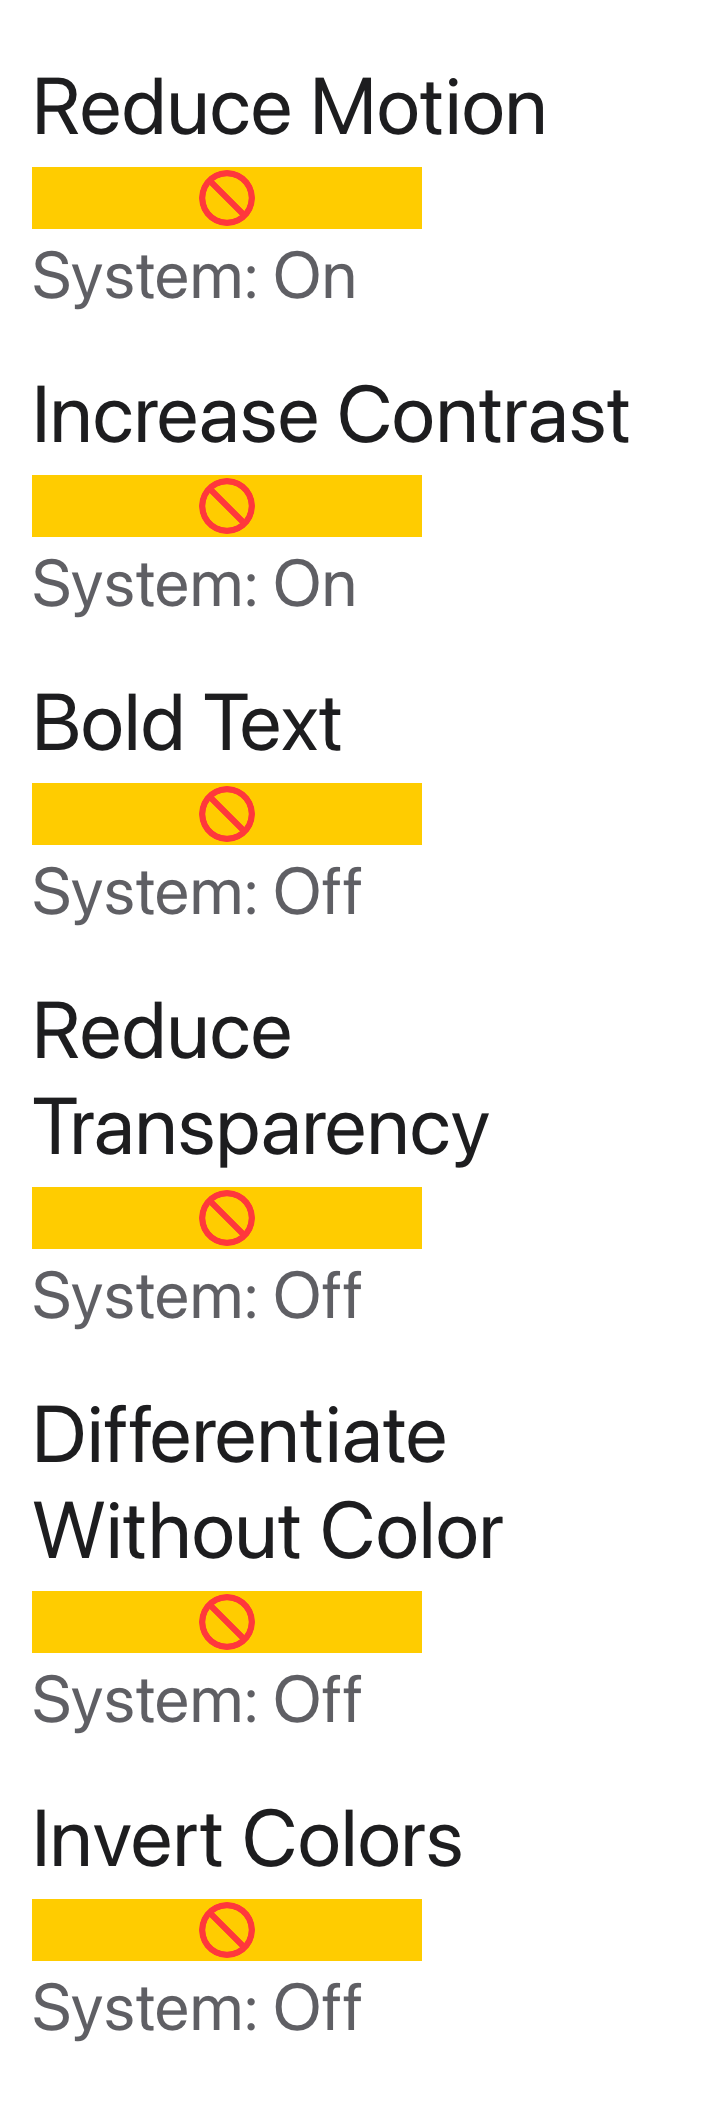 Reduce Motion
System: On
Increase Contrast
System: On
Bold Text
System: Off
Reduce
Transparency
System: Off
Differentiate
Without Color
System: Off
Invert Colors
System: Off